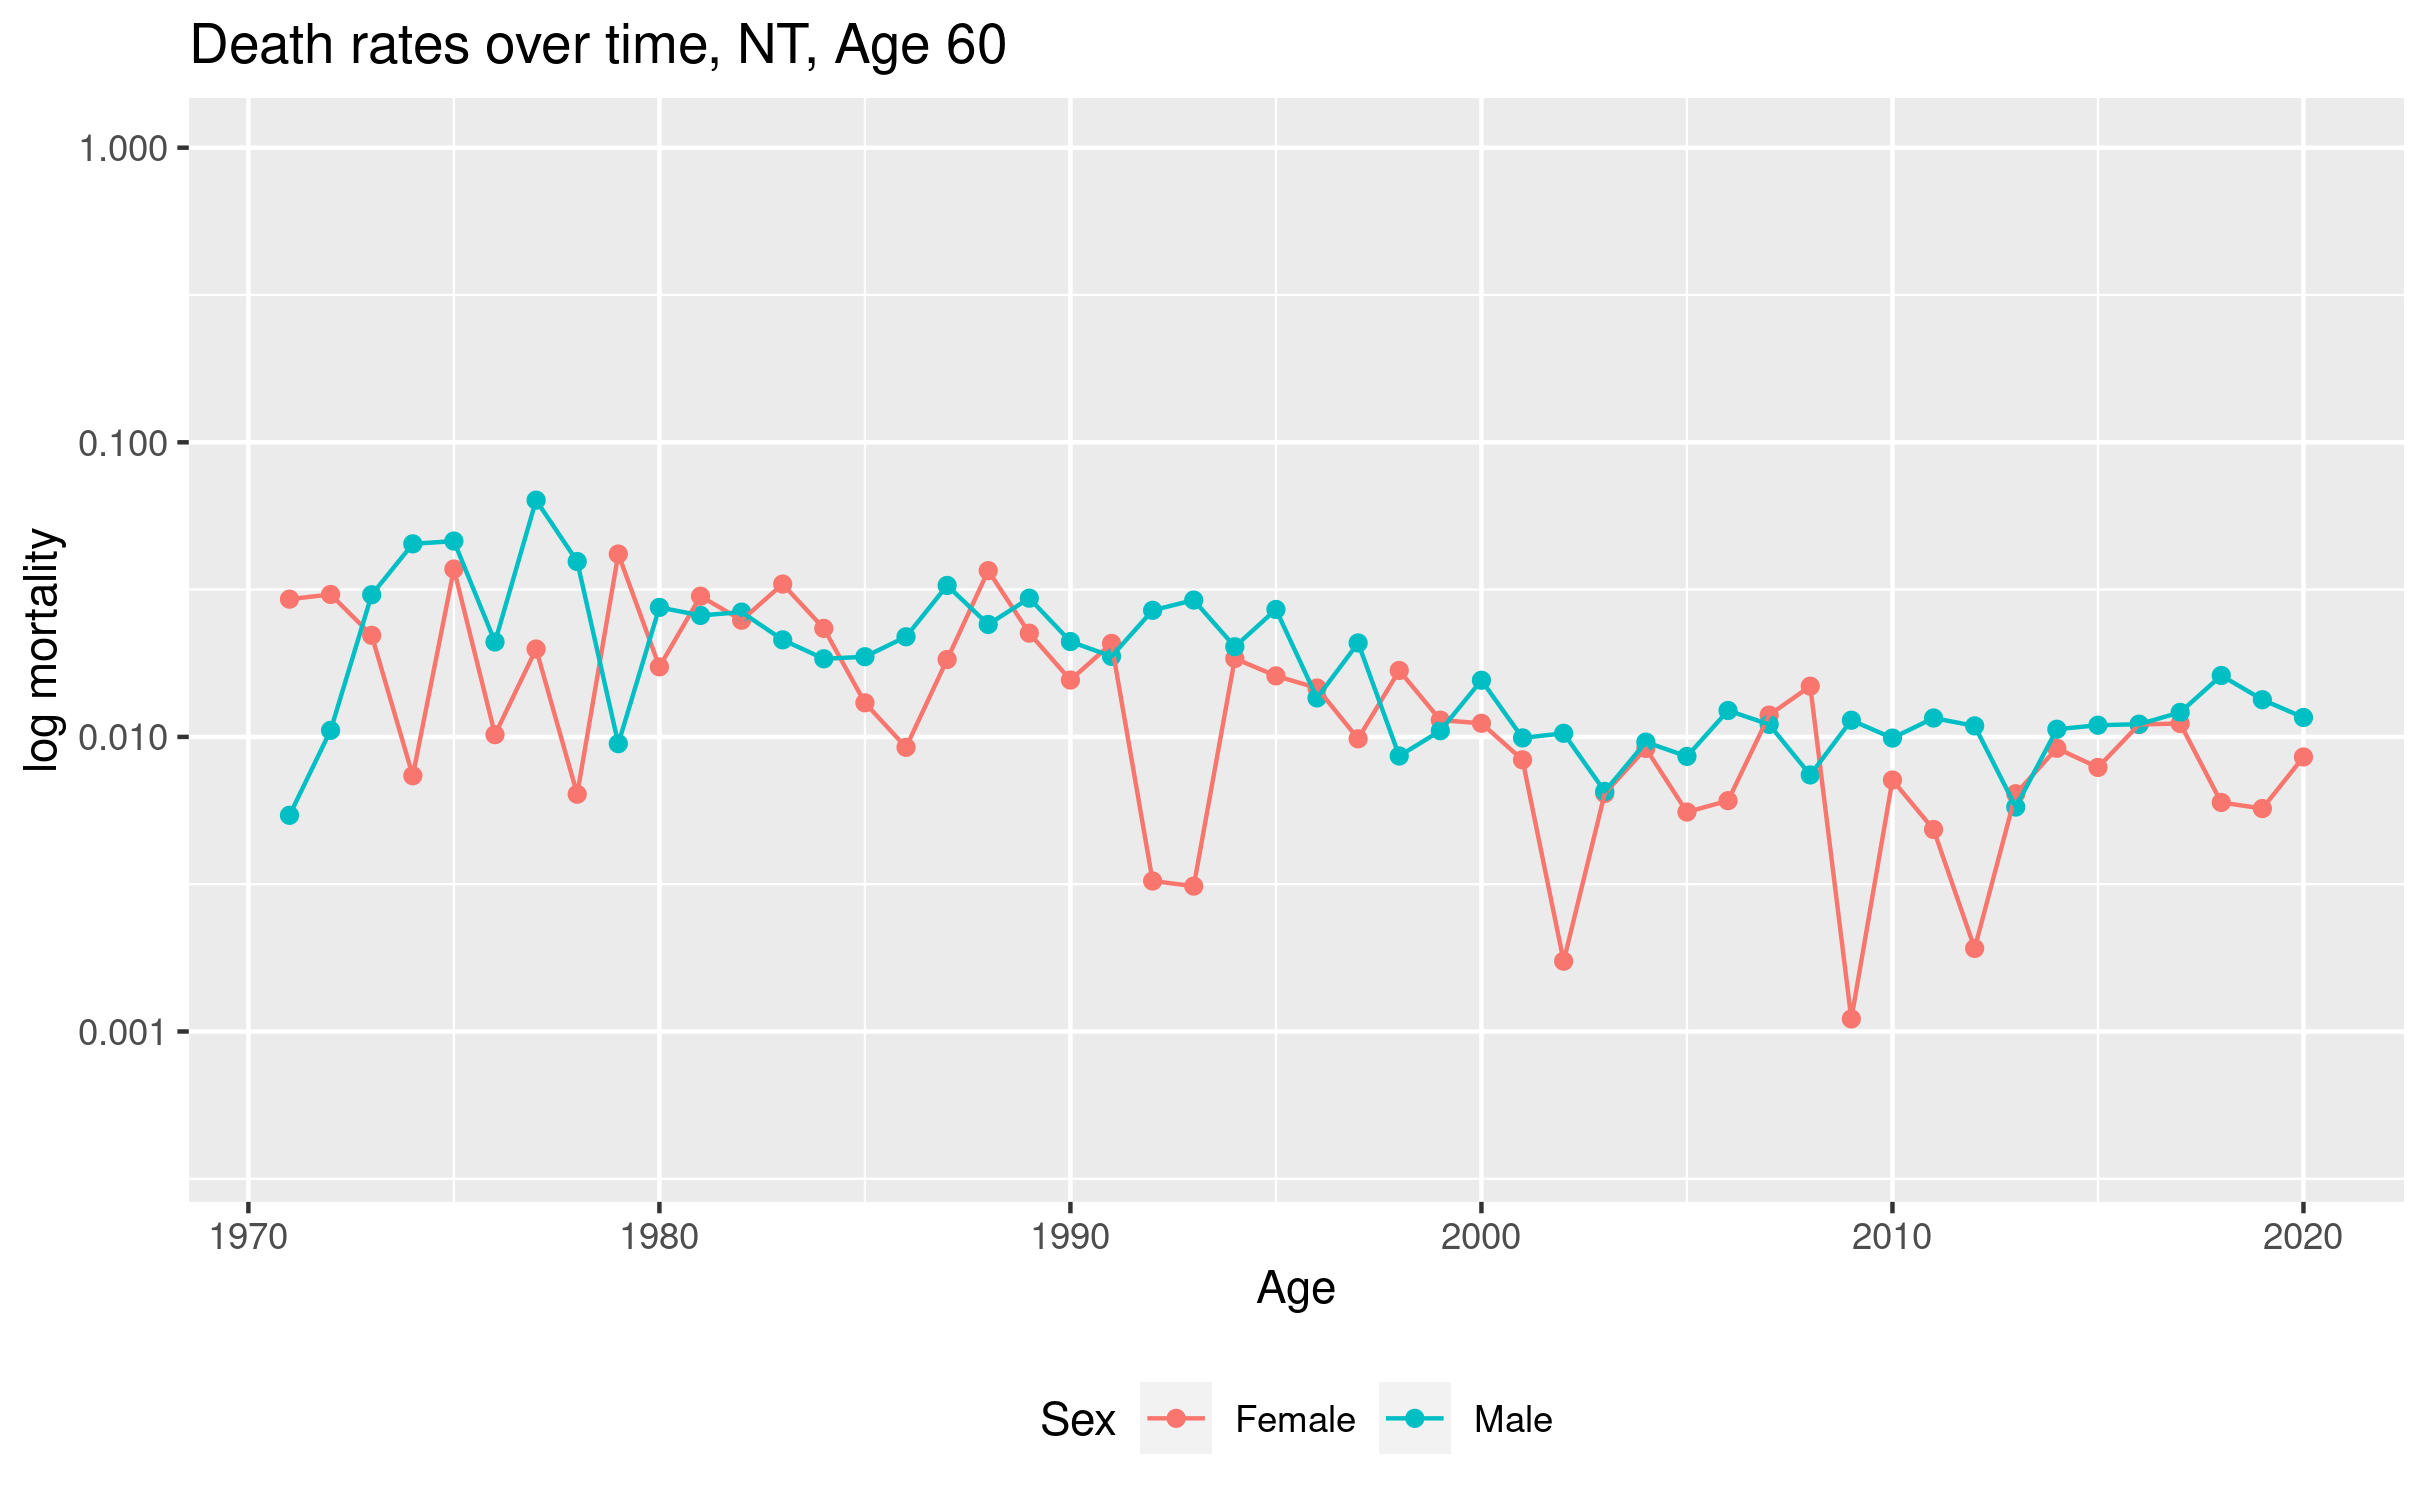 Death rates over time, NT, Age 60
log mortality
1.000
0.100
0.010
0.001
1970 1980 1990 2000 2010 2020
Age
Sex Female Male